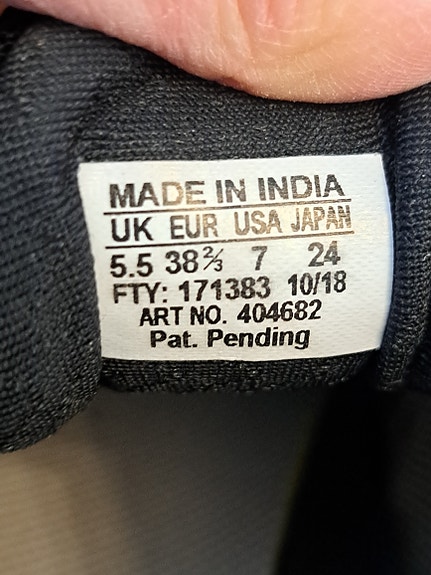 MADE IN INDIA
UK EUR USA JAPAN
5.5 38⅔ 7 24
FTY: 171383 10/18
ART NO. 404682
Pat. Pending